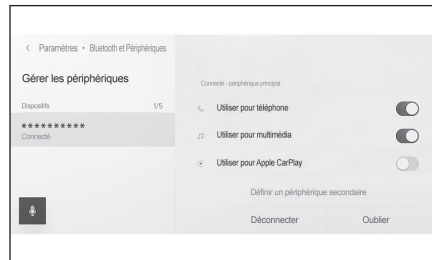 < Paramètres • Bluetooth et Périphériques
Gérer les périphériques
Dispositifs 1/5
**********
Connecté
Connecté - périphérique principal
Utiliser pour téléphone
Utiliser pour multimédia
Utiliser pour Apple CarPlay
Définir un périphérique secondaire
Déconnecter Oublier